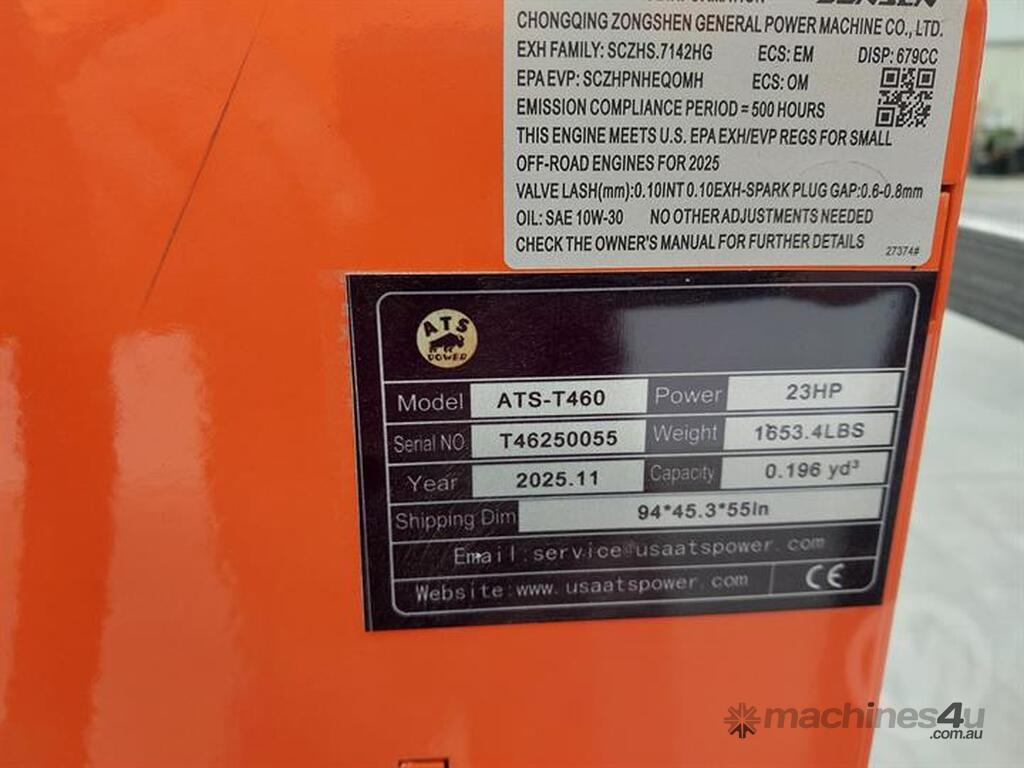 CHONGQING ZONGSHEN GENERAL POWER MACHINE CO., LTD.
EXH FAMILY: SCZHS.7142HG ECS: EM DISP: 679CC
EPA EVP: SCZHPNHEQOMH ECS: OM
EMISSION COMPLIANCE PERIOD = 500 HOURS
THIS ENGINE MEETS U.S. EPA EXH/EVP REGS FOR SMALL
OFF-ROAD ENGINES FOR 2025
VALVE LASH(mm):0.10INT 0.10EXH-SPARK PLUG GAP:0.6-0.8mm
OIL: SAE 10W-30 NO OTHER ADJUSTMENTS NEEDED
CHECK THE OWNER'S MANUAL FOR FURTHER DETAILS 27374#
ATS
POWER
Model ATS-T460 Power 23HP
Serial NO. T46250055 Weight 1653.4LBS
Year 2025.11 Capacity 0.196 yd³
Shipping Dim 94*45.3*55in
Email:service@usaatspower.com
Website:www.usaatspower.com CE
machines4u
.com.au